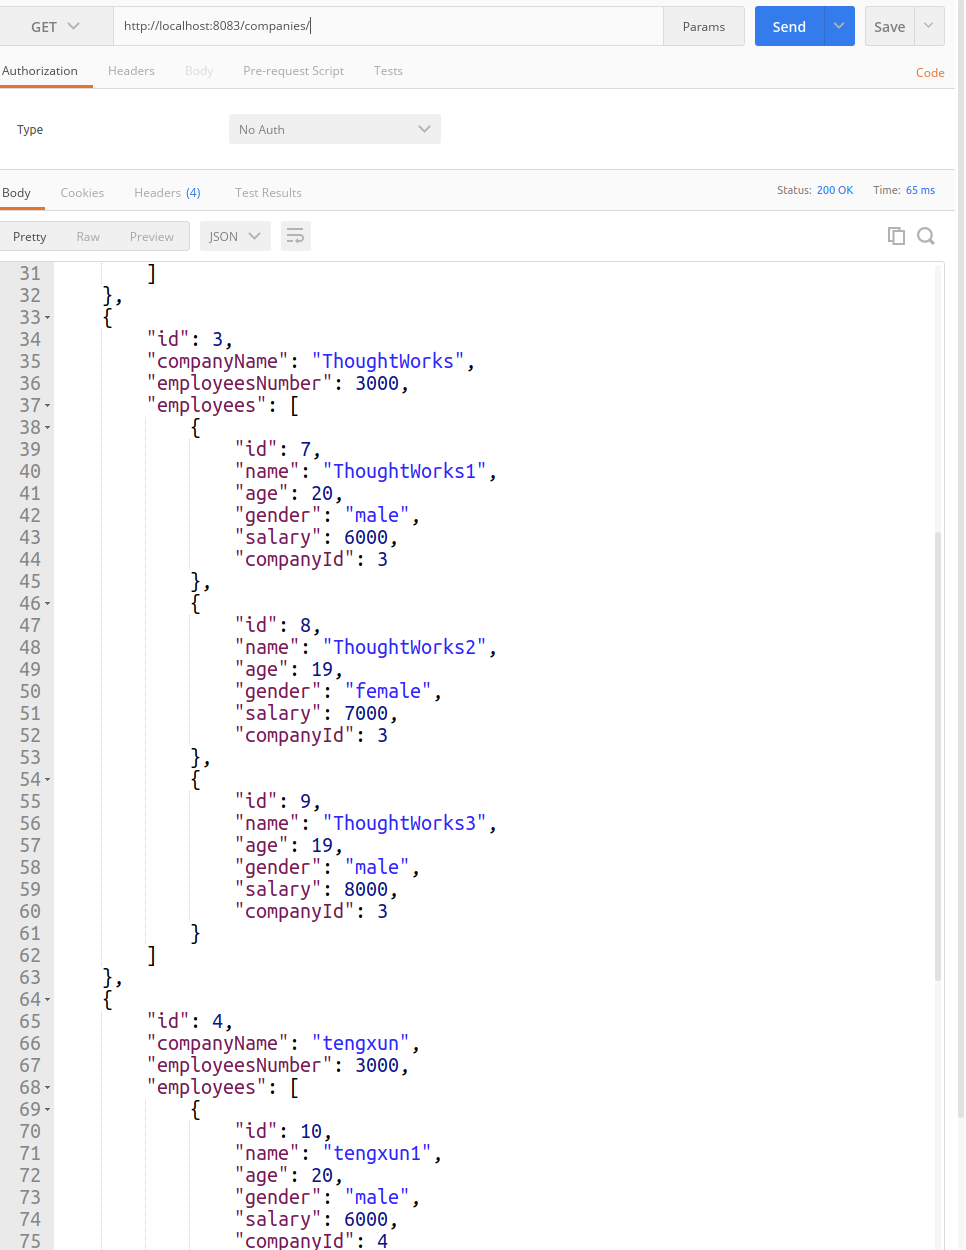 GET http://localhost:8083/companies/ Params Send Save
Authorization Headers Body Pre-request Script Tests Code
Type No Auth
Body Cookies Headers (4) Test Results Status: 200 OK Time: 65 ms
Pretty Raw Preview JSON
31 ]
32 },
33 {
34 "id": 3,
35 "companyName": "ThoughtWorks",
36 "employeesNumber": 3000,
37 "employees": [
38 {
39 "id": 7,
40 "name": "ThoughtWorks1",
41 "age": 20,
42 "gender": "male",
43 "salary": 6000,
44 "companyId": 3
45 },
46 {
47 "id": 8,
48 "name": "ThoughtWorks2",
49 "age": 19,
50 "gender": "female",
51 "salary": 7000,
52 "companyId": 3
53 },
54 {
55 "id": 9,
56 "name": "ThoughtWorks3",
57 "age": 19,
58 "gender": "male",
59 "salary": 8000,
60 "companyId": 3
61 }
62 ]
63 },
64 {
65 "id": 4,
66 "companyName": "tengxun",
67 "employeesNumber": 3000,
68 "employees": [
69 {
70 "id": 10,
71 "name": "tengxun1",
72 "age": 20,
73 "gender": "male",
74 "salary": 6000,
75 "companyId": 4